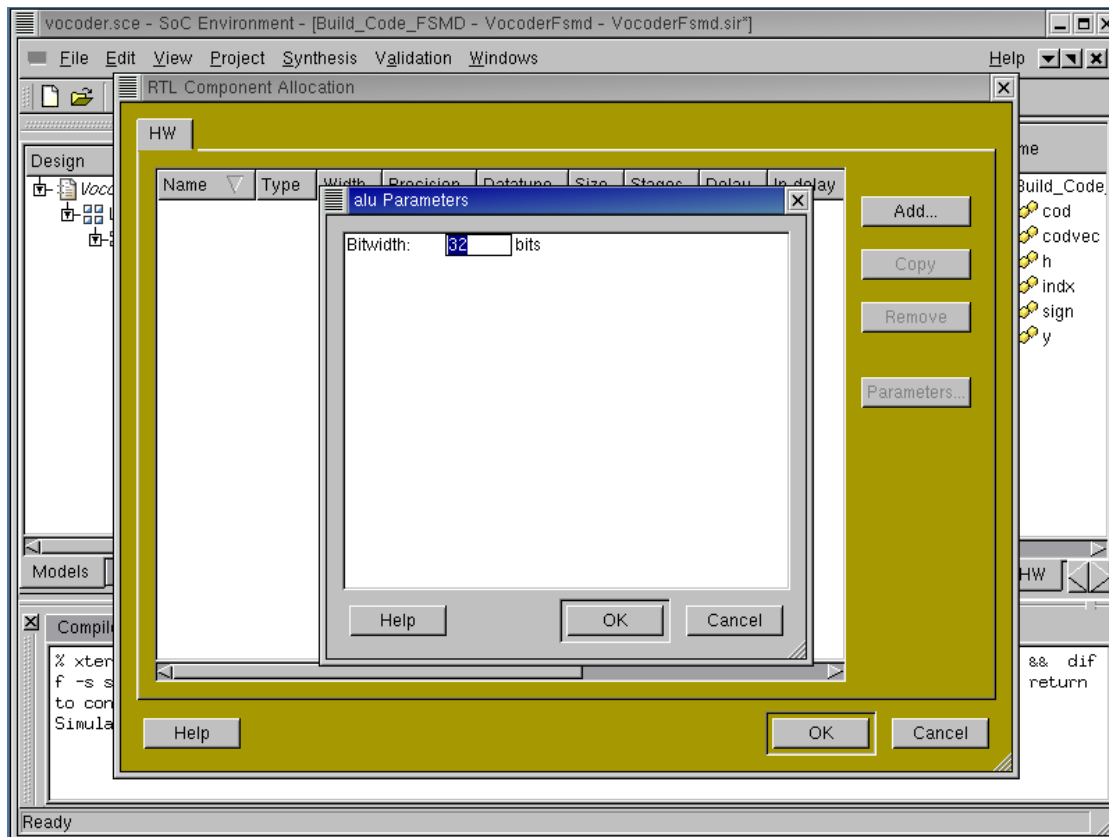 vocoder.sce - SoC Environment - [Build_Code_FSMD - VocoderFsmd - VocoderFsmd.sir*]
File Edit View Project Synthesis Validation Windows Help
RTL Component Allocation
HW
Design
Name Type Width Precision Datatype Size Stages Delay In delay
alu Parameters
Bitwidth: 32 bits
Add...
Copy
Remove
Parameters...
Build_Code_
cod
codvec
h
indx
sign
y
Models
HW
Help OK Cancel
Help OK Cancel
% xter && dif
f -s s return
to con
Simula
Ready